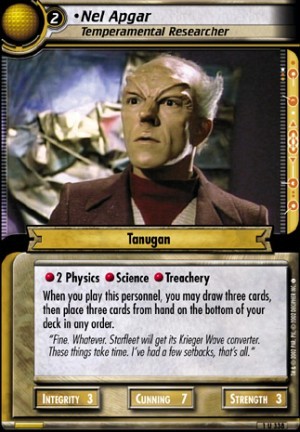 2 •Nel Apgar
Temperamental Researcher
Tanugan
2 Physics Science Treachery
When you play this personnel, you may draw three cards,
then place three cards from hand on the bottom of your
deck in any order.
"Fine. Whatever. Starfleet will get its Krieger Wave converter.
These things take time. I've had a few setbacks, that's all."
INTEGRITY 3 CUNNING 7 STRENGTH 3